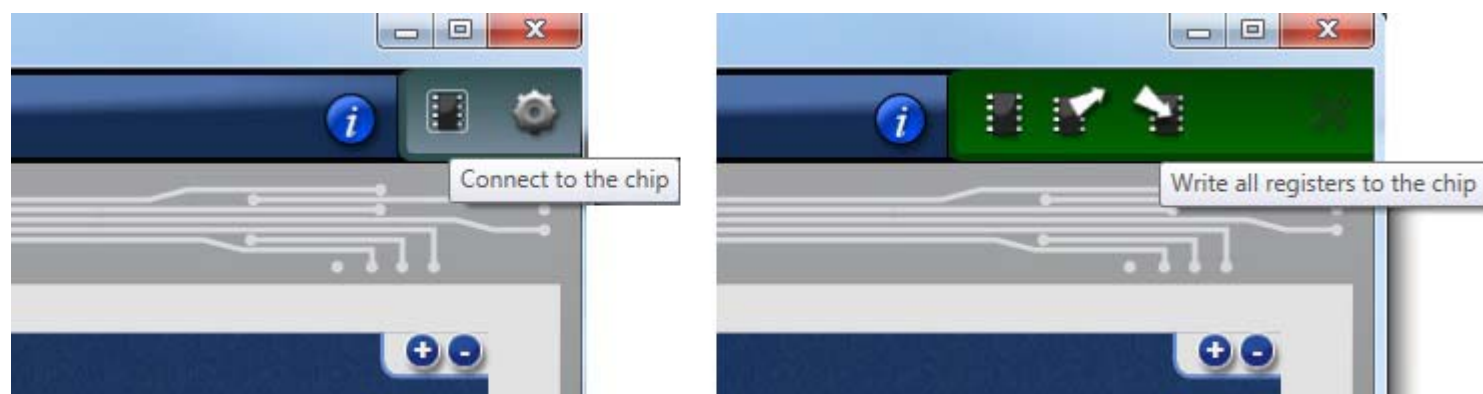 i
Connect to the chip
+ -
i
Write all registers to the chip
+ -